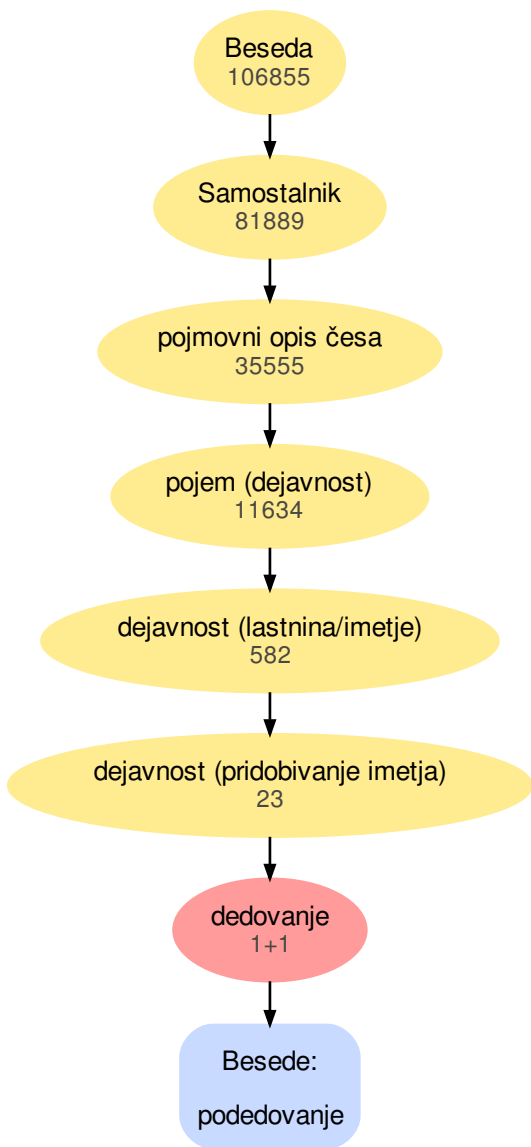 Beseda
106855
Samostalnik
81889
pojmovni opis česa
35555
pojem (dejavnost)
11634
dejavnost (lastnina/imetje)
582
dejavnost (pridobivanje imetja)
23
dedovanje
1+1
Besede:
podedovanje